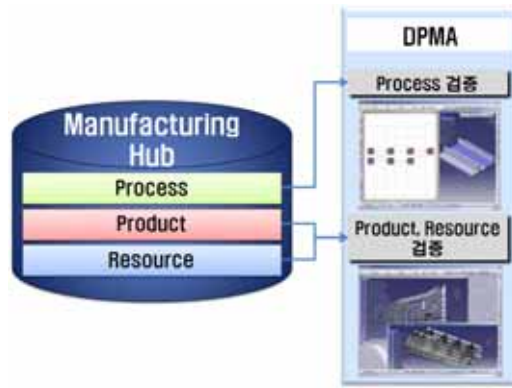 DPMA
Process 검증
Manufacturing
Hub
Process
Product
Resource
Product, Resource
검증